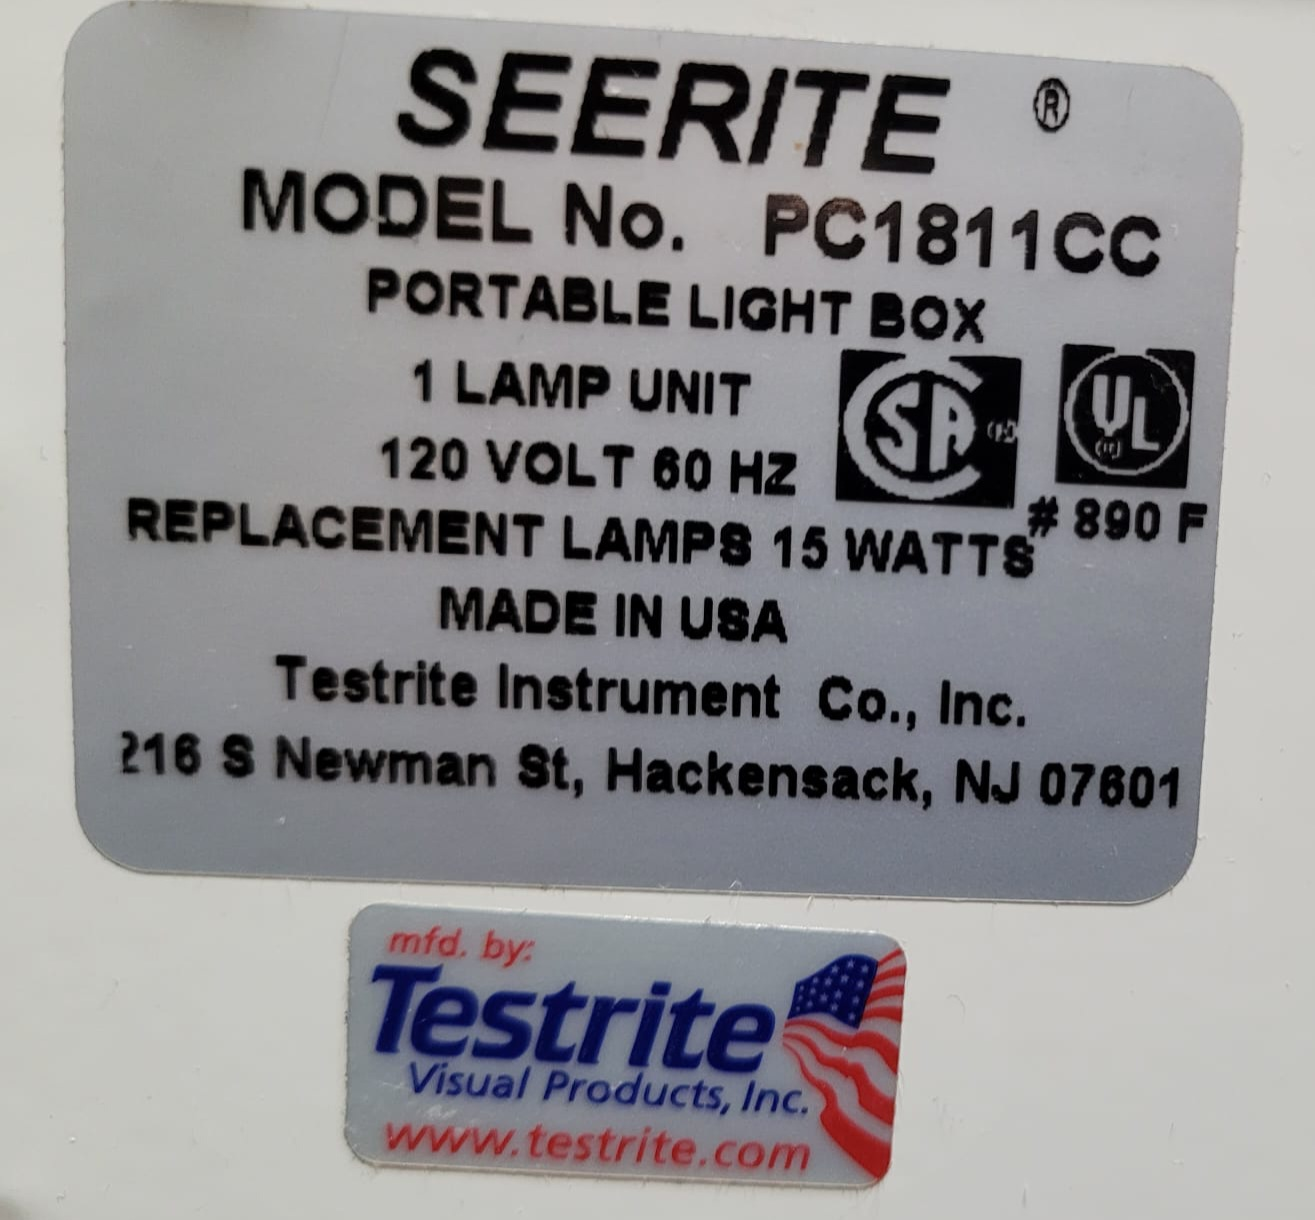 SEERITE ®
MODEL No. PC1811CC
PORTABLE LIGHT BOX
1 LAMP UNIT
120 VOLT 60 HZ
SA
UL
# 890 F
REPLACEMENT LAMPS 15 WATTS
MADE IN USA
Testrite Instrument Co., Inc.
216 S Newman St, Hackensack, NJ 07601
mfd. by:
Testrite
Visual Products, Inc.
www.testrite.com